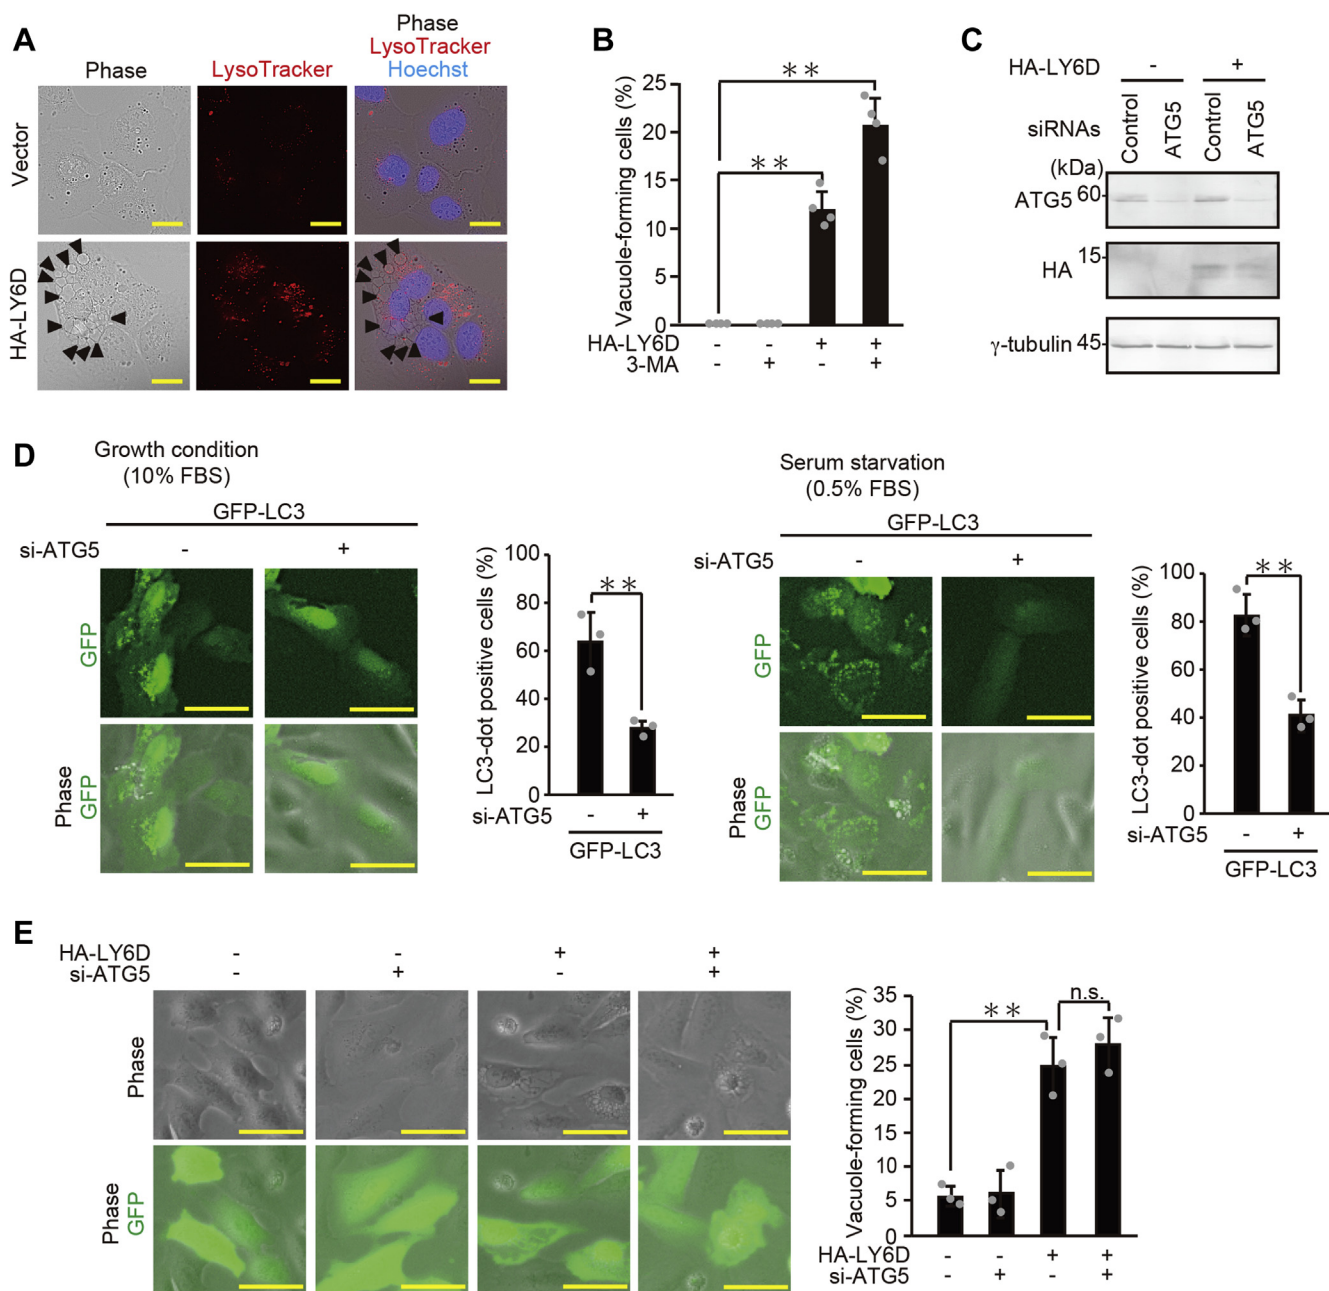 A
Phase
LysoTracker
Phase
LysoTracker
Hoechst
Vector
HA-LY6D
B
Vacuole-forming cells (%)
25
20
15
10
5
0
**
**
HA-LY6D - - + +
3-MA - + - +
C
HA-LY6D - +
siRNAs Control ATG5 Control ATG5
(kDa)
ATG5 60
HA 15
γ-tubulin 45
D
Growth condition
(10% FBS)
GFP-LC3
si-ATG5 - +
GFP
Phase
GFP
LC3-dot positive cells (%)
100
80
60
40
20
0
**
si-ATG5 - +
GFP-LC3
Serum starvation
(0.5% FBS)
GFP-LC3
si-ATG5 - +
GFP
Phase
GFP
LC3-dot positive cells (%)
100
80
60
40
20
0
**
- +
si-ATG5
GFP-LC3
E
HA-LY6D - - + +
si-ATG5 - + - +
Phase
Phase
GFP
Vacuole-forming cells (%)
35
30
25
20
15
10
5
0
**
n.s.
HA-LY6D - - + +
si-ATG5 - + - +